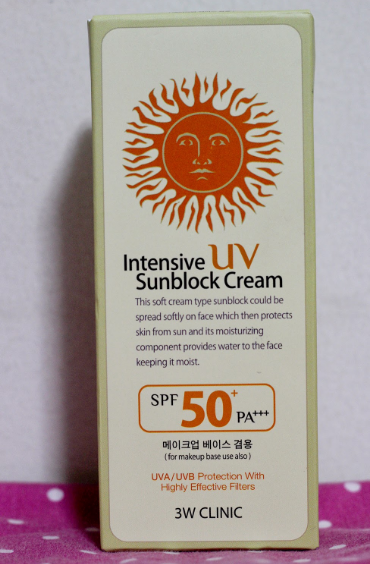 Intensive UV
Sunblock Cream
This soft cream type sunblock could be
spread softly on face which then protects
skin from sun and its moisturizing
component provides water to the face
keeping it moist.
SPF 50+ PA+++
메이크업 베이스 겸용
( for makeup base use also )
UVA/UVB Protection With
Highly Effective Filters
3W CLINIC